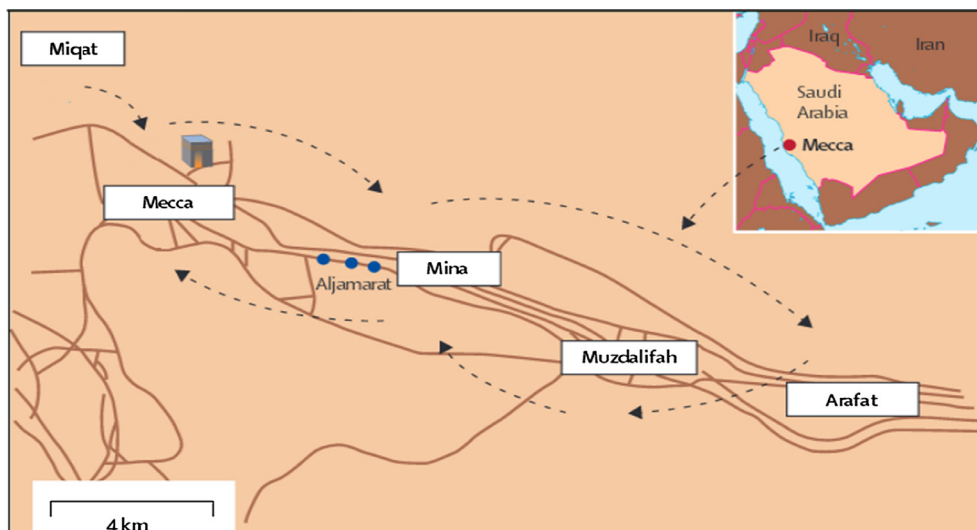 Miqat
Iraq
Iran
Saudi
Arabia
Mecca
Mecca
Mina
Aljamarat
Muzdalifah
Arafat
4 km